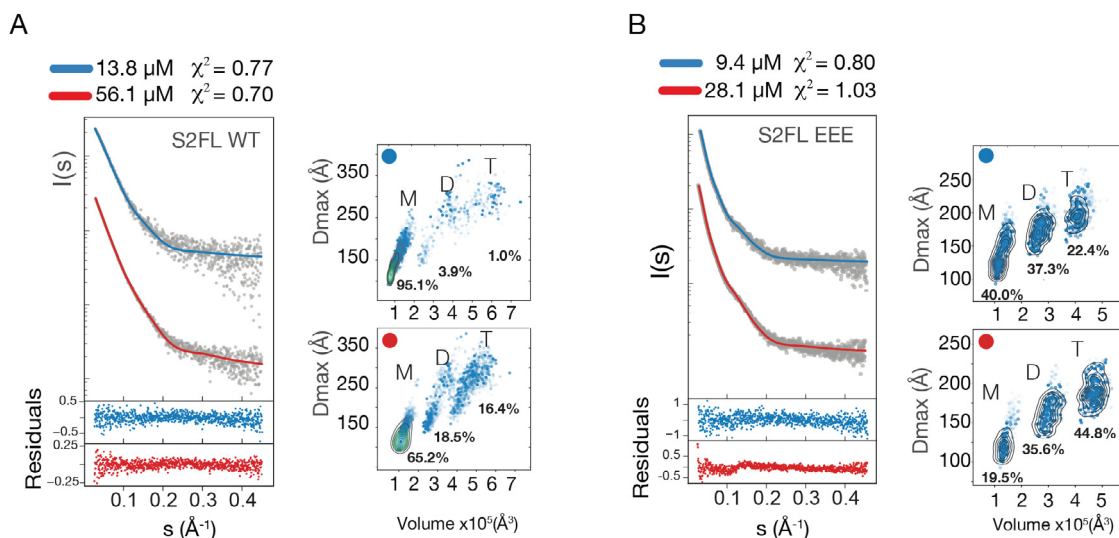 A
13.8 µM χ² = 0.77
56.1 µM χ² = 0.70
S2FL WT
I(s)
0.5
-0.5
0.25
-0.25
Residuals
0.1 0.2 0.3 0.4
s (Å⁻¹)
Dmax (Å)
350
250
150
M
D
T
95.1%
3.9%
1.0%
1 2 3 4 5 6 7
Dmax (Å)
350
250
150
M
D
T
65.2%
18.5%
16.4%
1 2 3 4 5 6 7
Volume x10⁵(Å³)
B
9.4 µM χ² = 0.80
28.1 µM χ² = 1.03
S2FL EEE
I(s)
1
-1
0.5
-0.5
Residuals
0.1 0.2 0.3 0.4
s (Å⁻¹)
Dmax (Å)
250
200
150
100
M
D
T
40.0%
37.3%
22.4%
1 2 3 4 5
Dmax (Å)
250
200
150
100
M
D
T
19.5%
35.6%
44.8%
1 2 3 4 5
Volume x10⁵(Å³)